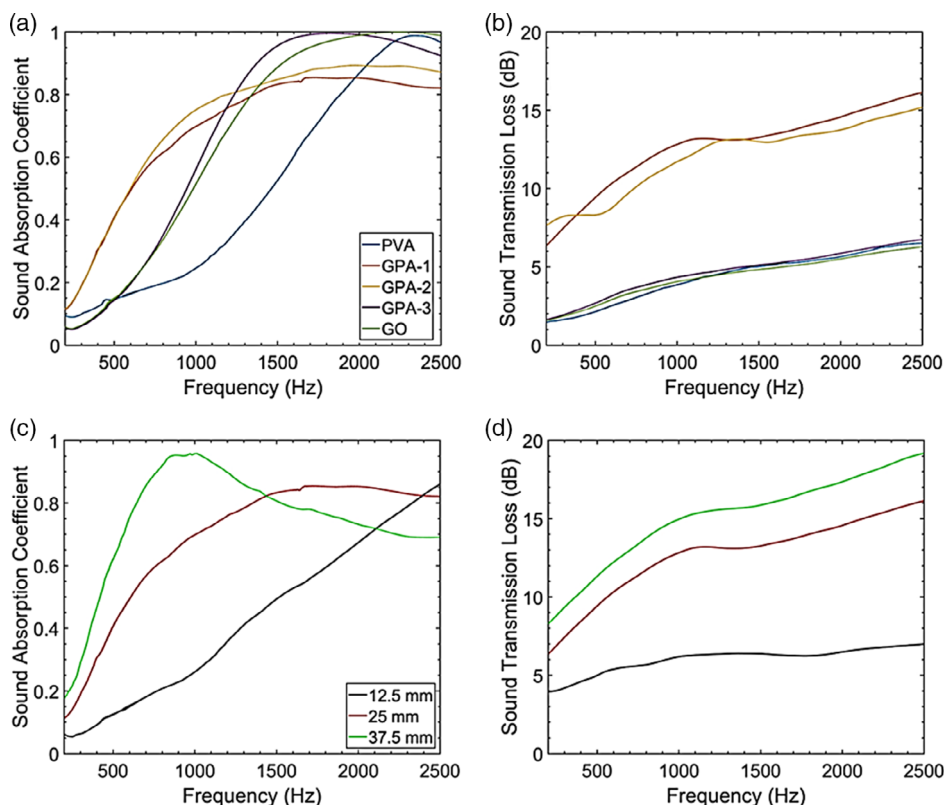 (a)
Sound Absorption Coefficient
1
0.8
0.6
0.4
0.2
0
500 1000 1500 2000 2500
Frequency (Hz)
PVA
GPA-1
GPA-2
GPA-3
GO
(b)
Sound Transmission Loss (dB)
20
15
10
5
0
500 1000 1500 2000 2500
Frequency (Hz)
(c)
Sound Absorption Coefficient
1
0.8
0.6
0.4
0.2
0
500 1000 1500 2000 2500
Frequency (Hz)
12.5 mm
25 mm
37.5 mm
(d)
Sound Transmission Loss (dB)
20
15
10
5
0
500 1000 1500 2000 2500
Frequency (Hz)